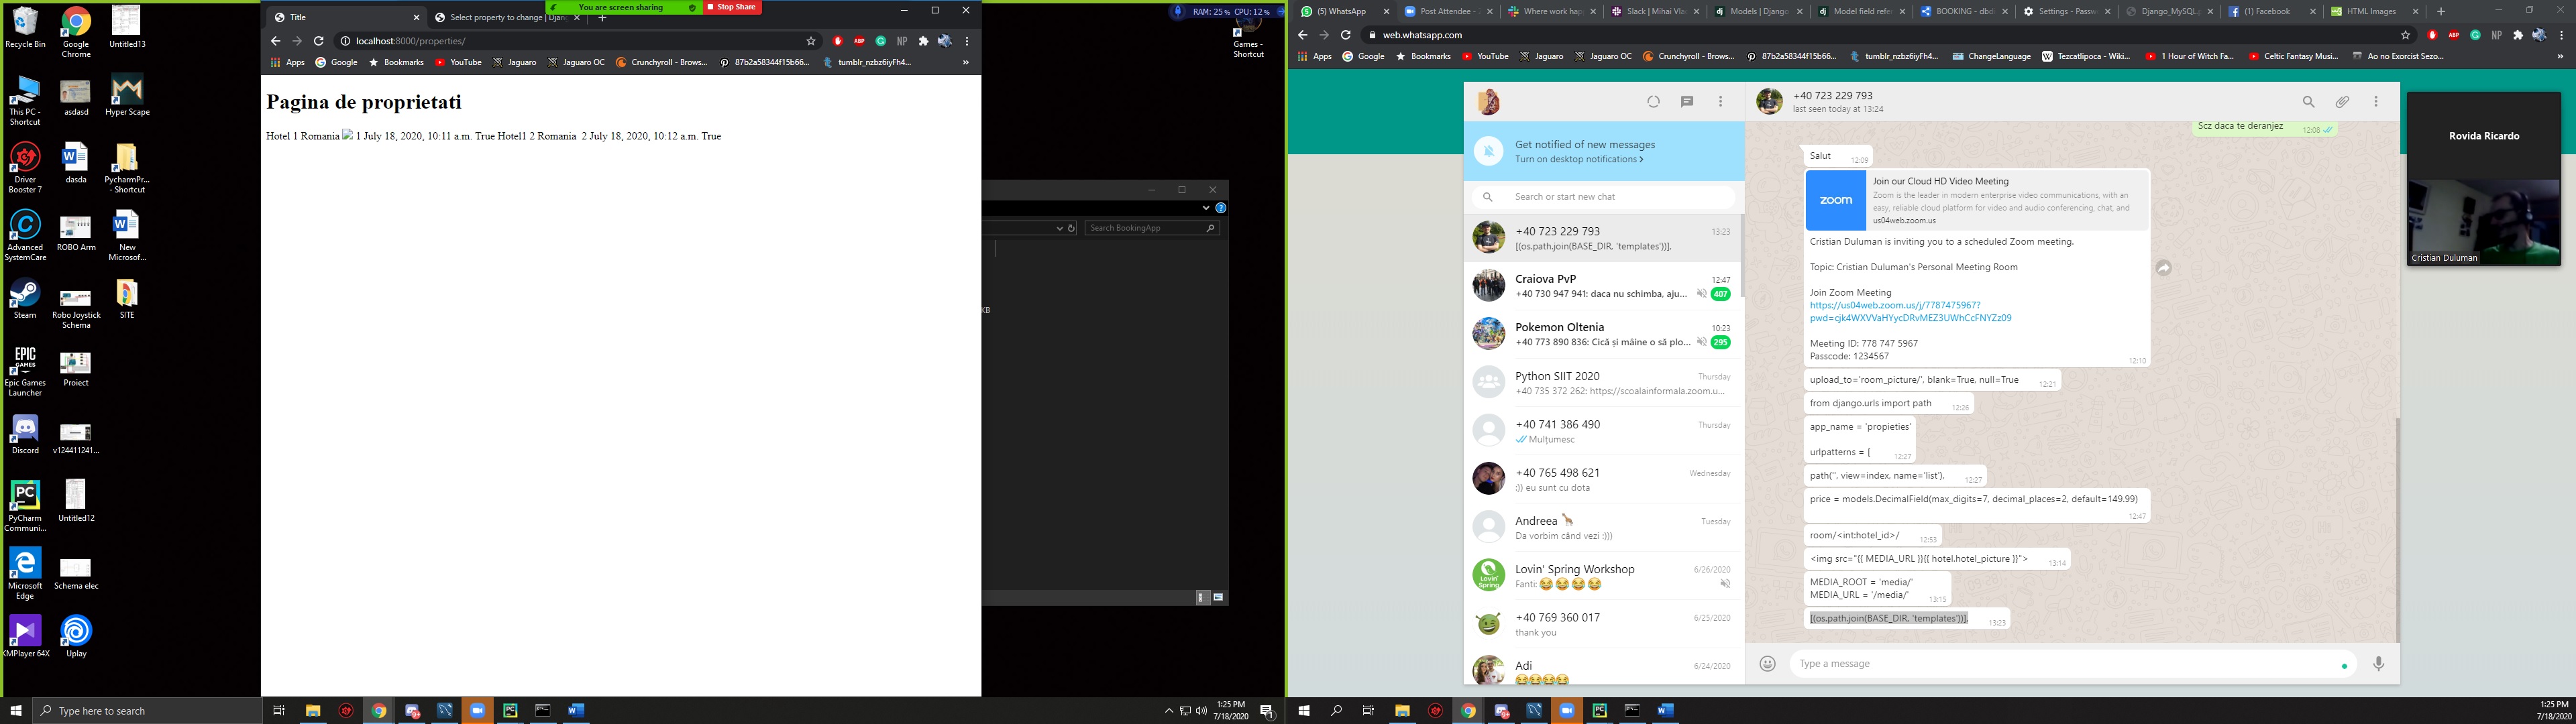 Recycle Bin
Google Chrome
Untitled13
This PC - Shortcut
asdasd
Hyper Scape
Driver Booster 7
dasda
PycharmPr... - Shortcut
Advanced SystemCare
ROBO Arm
New Microsof...
Steam
Robo Joystick Schema
SITE
Epic Games Launcher
Proiect
Discord
v124411241...
PyCharm Communi...
Untitled12
Microsoft Edge
Schema elec
KMPlayer 64X
Uplay
You are screen sharing
Stop Share
Title
Select property to change | Djan
localhost:8000/properties/
Apps
Google
Bookmarks
YouTube
Jaguaro
Jaguaro OC
Crunchyroll - Brows...
87b2a58344f15b66...
tumblr_nzbz6iyFh4...
Pagina de proprietati
Hotel 1 Romania 1 July 18, 2020, 10:11 a.m. True Hotel1 2 Romania 2 July 18, 2020, 10:12 a.m. True
RAM: 25 % CPU: 12 %
Games - Shortcut
Search BookingApp
KB
Type here to search
1:25 PM
7/18/2020
(5) WhatsApp
Post Attendee -
Where work hap
Slack | Mihai Vla
Models | Django
Model field refer
BOOKING - dbdi
Settings - Passw
Django_MySQL.p
(1) Facebook
HTML Images
web.whatsapp.com
Apps
Google
Bookmarks
YouTube
Jaguaro
Jaguaro OC
Crunchyroll - Brows...
87b2a58344f15b66...
tumblr_nzbz6iyFh4...
ChangeLanguage
Tezcatlipoca - Wiki...
1 Hour of Witch Fa...
Celtic Fantasy Musi...
Ao no Exorcist Sezo...
Get notified of new messages
Turn on desktop notifications
Search or start new chat
+40 723 229 793
13:23
[(os.path.join(BASE_DIR, 'templates'))].
Craiova PvP
12:47
+40 730 947 941: daca nu schimba, aju...
407
Pokemon Oltenia
10:23
+40 773 890 836: Cică și mâine o să plo...
295
Python SIIT 2020
Thursday
+40 735 372 262: https://scoalainformala.zoom.u...
+40 741 386 490
Thursday
Mulțumesc
+40 765 498 621
Wednesday
:)) eu sunt cu dota
Andreea
Tuesday
Da vorbim când vezi :)))
Lovin' Spring Workshop
6/26/2020
Fanti: 😂😂😂😂
+40 769 360 017
6/25/2020
thank you
Adi
6/24/2020
😂😂😂😂
+40 723 229 793
last seen today at 13:24
Scz daca te deranjez
12:08
Salut
12:09
zoom
Join our Cloud HD Video Meeting
Zoom is the leader in modern enterprise video communications, with an easy, reliable cloud platform for video and audio conferencing, chat, and
us04web.zoom.us
Cristian Duluman is inviting you to a scheduled Zoom meeting.
Topic: Cristian Duluman's Personal Meeting Room
Join Zoom Meeting
https://us04web.zoom.us/j/7787475967?
pwd=cjk4WXVVaHYycDRvMEZ3UWhCcFNYZz09
Meeting ID: 778 747 5967
Passcode: 1234567
12:10
upload_to='room_picture/', blank=True, null=True
12:21
from django.urls import path
12:26
app_name = 'propieties'
urlpatterns = [
12:27
path('', view=index, name='list'),
12:27
price = models.DecimalField(max_digits=7, decimal_places=2, default=149.99)
12:47
room/<int:hotel_id>/
12:53
<img src="{{ MEDIA_URL }}{{ hotel.hotel_picture }}">
13:14
MEDIA_ROOT = 'media/'
MEDIA_URL = '/media/'
13:15
[(os.path.join(BASE_DIR, 'templates'))],
13:23
Type a message
Rovida Ricardo
Cristian Duluman
1:25 PM
7/18/2020